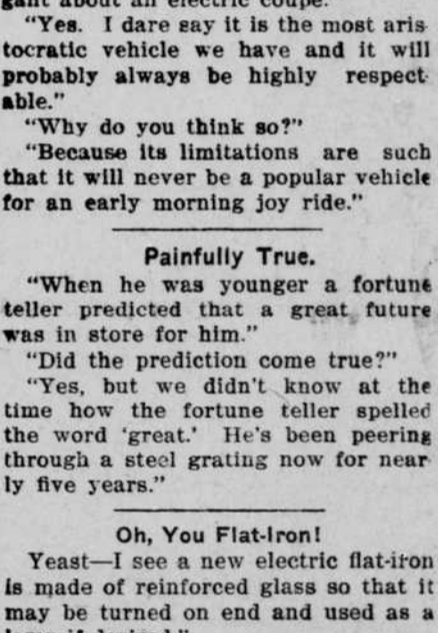 gant about an electric coupe."
"Yes. I dare say it is the most aris-
tocratic vehicle we have and it will
probably always be highly respect-
able."
"Why do you think so?"
"Because its limitations are such
that it will never be a popular vehicle
for an early morning joy ride."
Painfully True.
"When he was younger a fortune
teller predicted that a great future
was in store for him."
"Did the prediction come true?"
"Yes, but we didn't know at the
time how the fortune teller spelled
the word 'great.' He's been peering
through a steel grating now for near-
ly five years."
Oh, You Flat-Iron!
Yeast—I see a new electric flat-iron
is made of reinforced glass so that it
may be turned on end and used as a